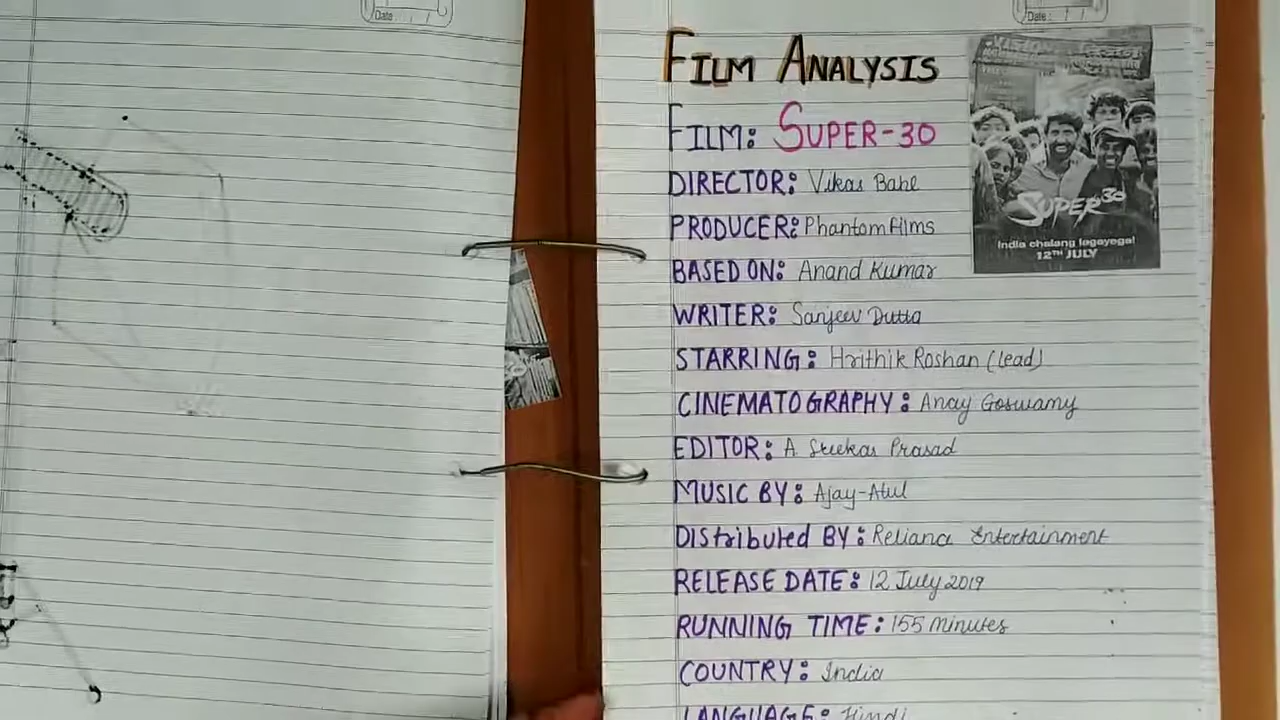 Date / /
Date: / /
FILM ANALYSIS
FILM: SUPER-30
DIRECTOR: Vikas Bahl
PRODUCER: Phantom Films
BASED ON: Anand Kumar
WRITER: Sanjeev Dutta
STARRING: Hrithik Roshan (lead)
CINEMATOGRAPHY: Anay Goswamy
EDITOR: A Sreekar Prasad
MUSIC BY: Ajay-Atul
DIStributed BY: Reliance Entertainment
RELEASE DATE: 12 July 2019
RUNNING TIME: 155 minutes
COUNTRY: India
LANGUAGE: Hindi
SUPER 30
India chalang lagayega!
12TH JULY